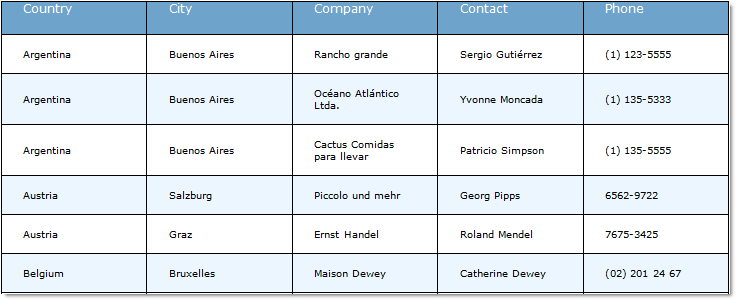 Country City Company Contact Phone
Argentina Buenos Aires Rancho grande Sergio Gutiérrez (1) 123-5555
Argentina Buenos Aires Océano Atlántico Ltda. Yvonne Moncada (1) 135-5333
Argentina Buenos Aires Cactus Comidas para llevar Patricio Simpson (1) 135-5555
Austria Salzburg Piccolo und mehr Georg Pipps 6562-9722
Austria Graz Ernst Handel Roland Mendel 7675-3425
Belgium Bruxelles Maison Dewey Catherine Dewey (02) 201 24 67